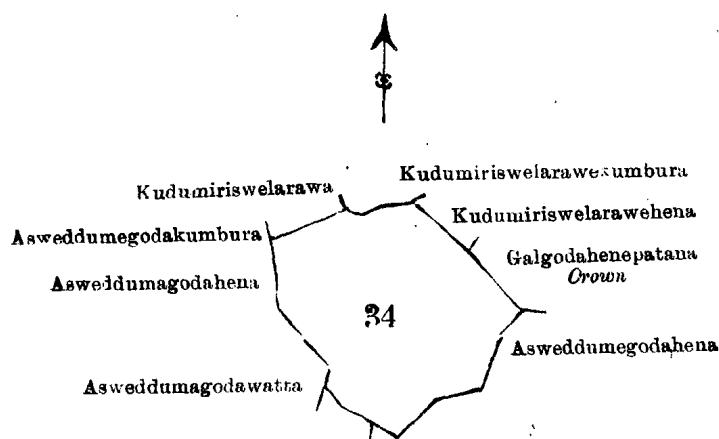 Kudumiriswelarawekumbura
Kudumiriswelarawa
Kudumiriswelarawehena
Asweddumegodakumbura
Galgodahenepatana
Crown
Asweddumagodahena
34
Asweddumegodahena
Asweddumagodawatta